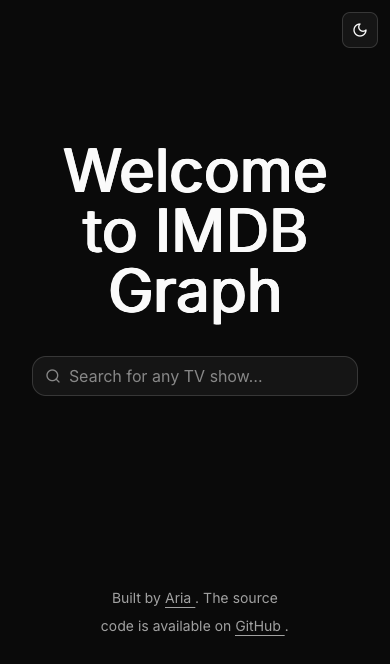 Welcome
to IMDB
Graph
Search for any TV show...
Built by Aria . The source
code is available on GitHub .